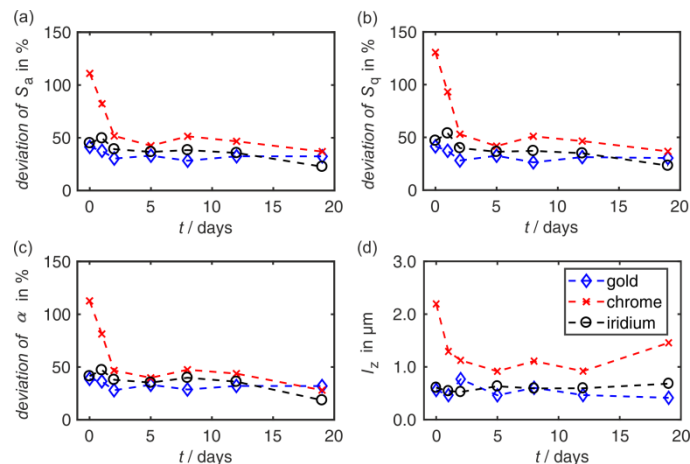 (a)
150
100
50
0
deviation of Sa in %
0 5 10 15 20
t / days
(b)
150
100
50
0
deviation of Sq in %
0 5 10 15 20
t / days
(c)
150
100
50
0
deviation of α in %
0 5 10 15 20
t / days
(d)
3.0
2.0
1.0
0.0
Iz in µm
gold
chrome
iridium
0 5 10 15 20
t / days